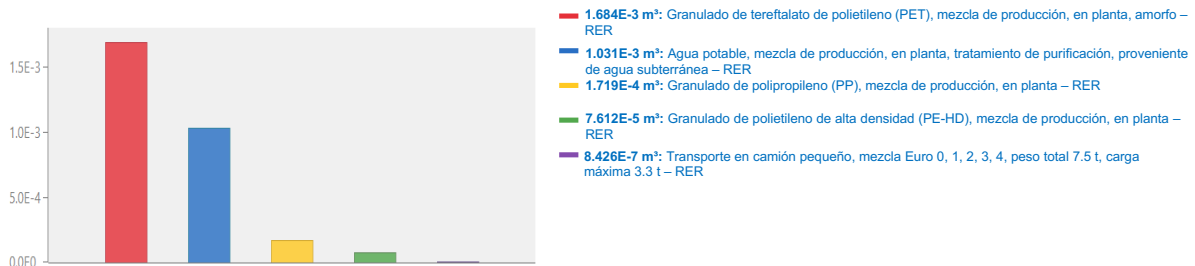 1.684E-3 m³: Granulado de tereftalato de polietileno (PET), mezcla de producción, en planta, amorfo –
RER
1.031E-3 m³: Agua potable, mezcla de producción, en planta, tratamiento de purificación, proveniente
de agua subterránea – RER
1.719E-4 m³: Granulado de polipropileno (PP), mezcla de producción, en planta – RER
7.612E-5 m³: Granulado de polietileno de alta densidad (PE-HD), mezcla de producción, en planta –
RER
8.426E-7 m³: Transporte en camión pequeño, mezcla Euro 0, 1, 2, 3, 4, peso total 7.5 t, carga
máxima 3.3 t – RER
1.5E-3
1.0E-3
5.0E-4
0.0E0